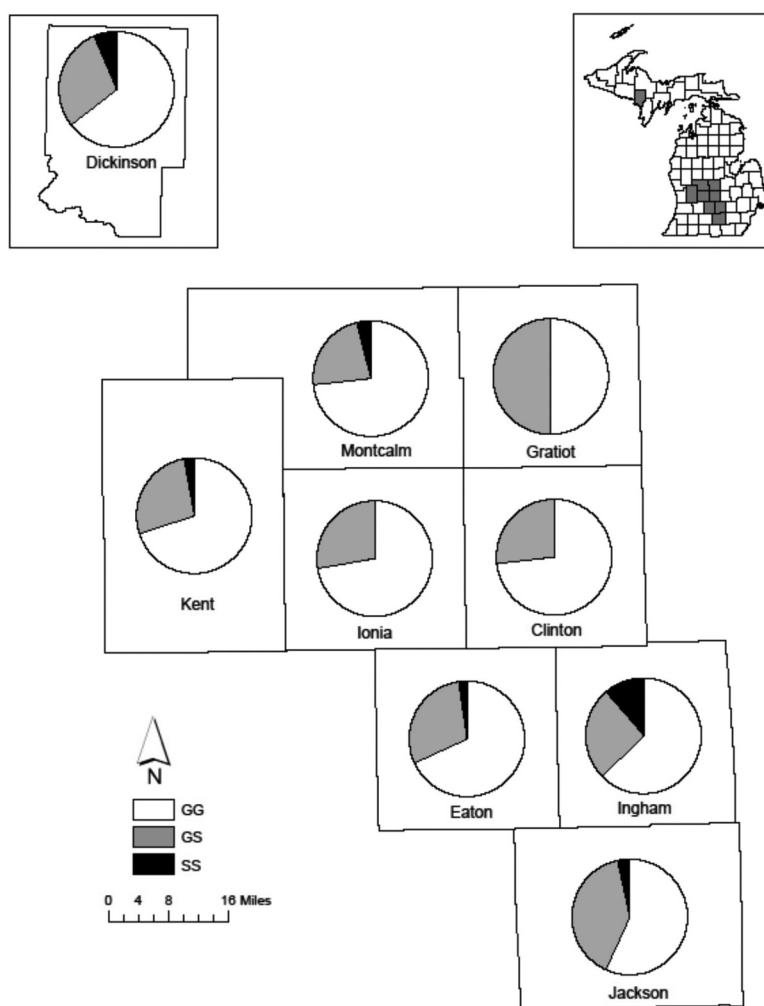 Dickinson
Montcalm
Gratiot
Kent
Ionia
Clinton
Eaton
Ingham
Jackson
N
GG
GS
SS
0 4 8 16 Miles